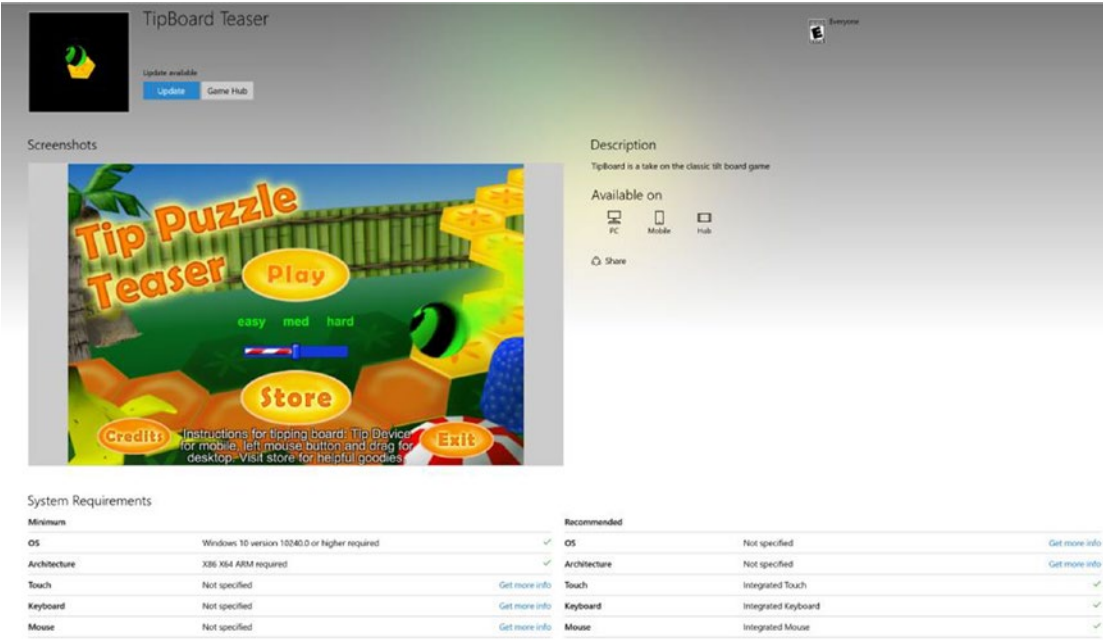 TipBoard Teaser
E
Everyone
Update available
Update
Game Hub
Screenshots
Tip Puzzle
Teaser
Play
easy med hard
Store
Credits
Exit
Instructions for tipping board: Tip Device
for mobile, left mouse button and drag for
desktop. Visit store for helpful goodies
Description
TipBoard is a take on the classic tilt board game
Available on
PC Mobile Hub
Share
System Requirements
Minimum
OS Windows 10 version 10240.0 or higher required
Architecture X86 X64 ARM required
Touch Not specified Get more info
Keyboard Not specified Get more info
Mouse Not specified Get more info
Recommended
OS Not specified Get more info
Architecture Not specified Get more info
Touch Integrated Touch
Keyboard Integrated Keyboard
Mouse Integrated Mouse